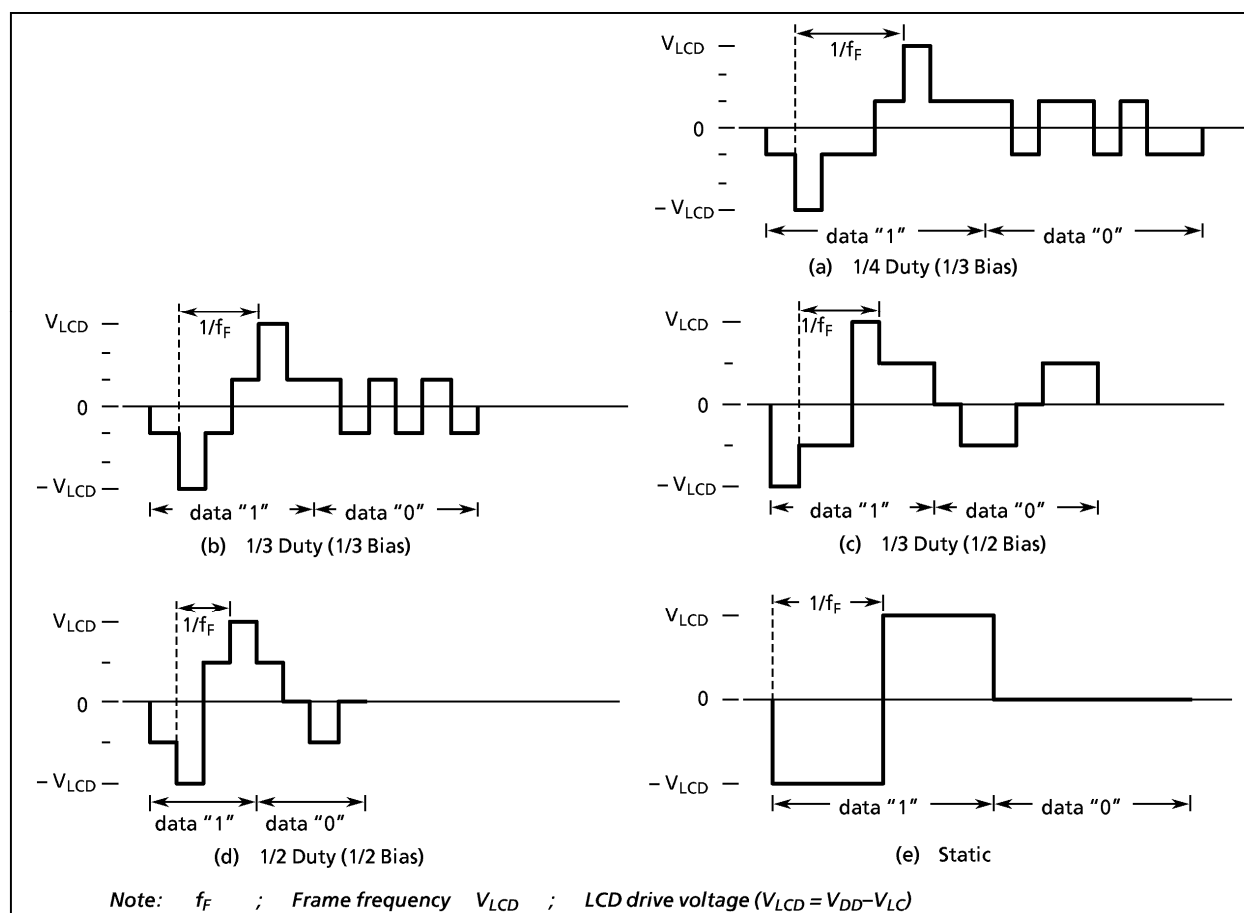 V_LCD
1/f_F
0
– V_LCD
data “1” data “0”
(a) 1/4 Duty (1/3 Bias)
V_LCD
1/f_F
0
– V_LCD
data “1” data “0”
(b) 1/3 Duty (1/3 Bias)
V_LCD
1/f_F
0
– V_LCD
data “1” data “0”
(c) 1/3 Duty (1/2 Bias)
V_LCD
1/f_F
0
– V_LCD
data “1” data “0”
(d) 1/2 Duty (1/2 Bias)
V_LCD
1/f_F
0
– V_LCD
data “1” data “0”
(e) Static
Note: f_F ; Frame frequency V_LCD ; LCD drive voltage (V_LCD = V_DD–V_LC)